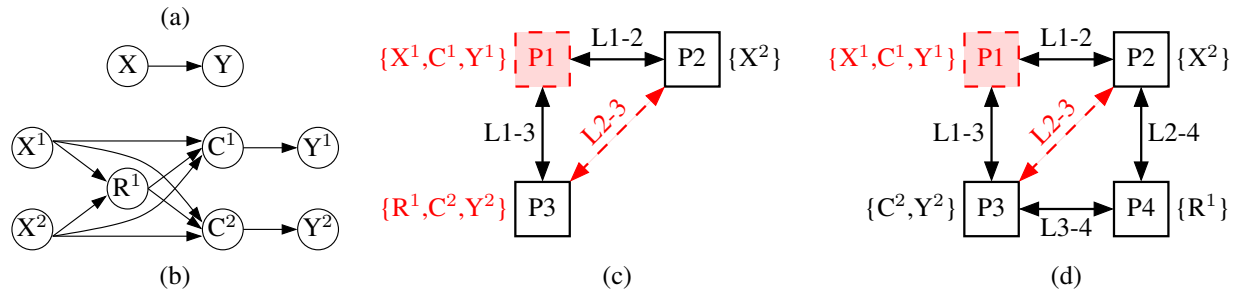 (a)
X Y
X¹ C¹ Y¹
R¹
X² C² Y²
(b)
{X¹,C¹,Y¹} P1 L1-2 P2 {X²}
L1-3 L2-3
{R¹,C²,Y²} P3
(c)
{X¹,C¹,Y¹} P1 L1-2 P2 {X²}
L1-3 L2-3 L2-4
{C²,Y²} P3 L3-4 P4 {R¹}
(d)